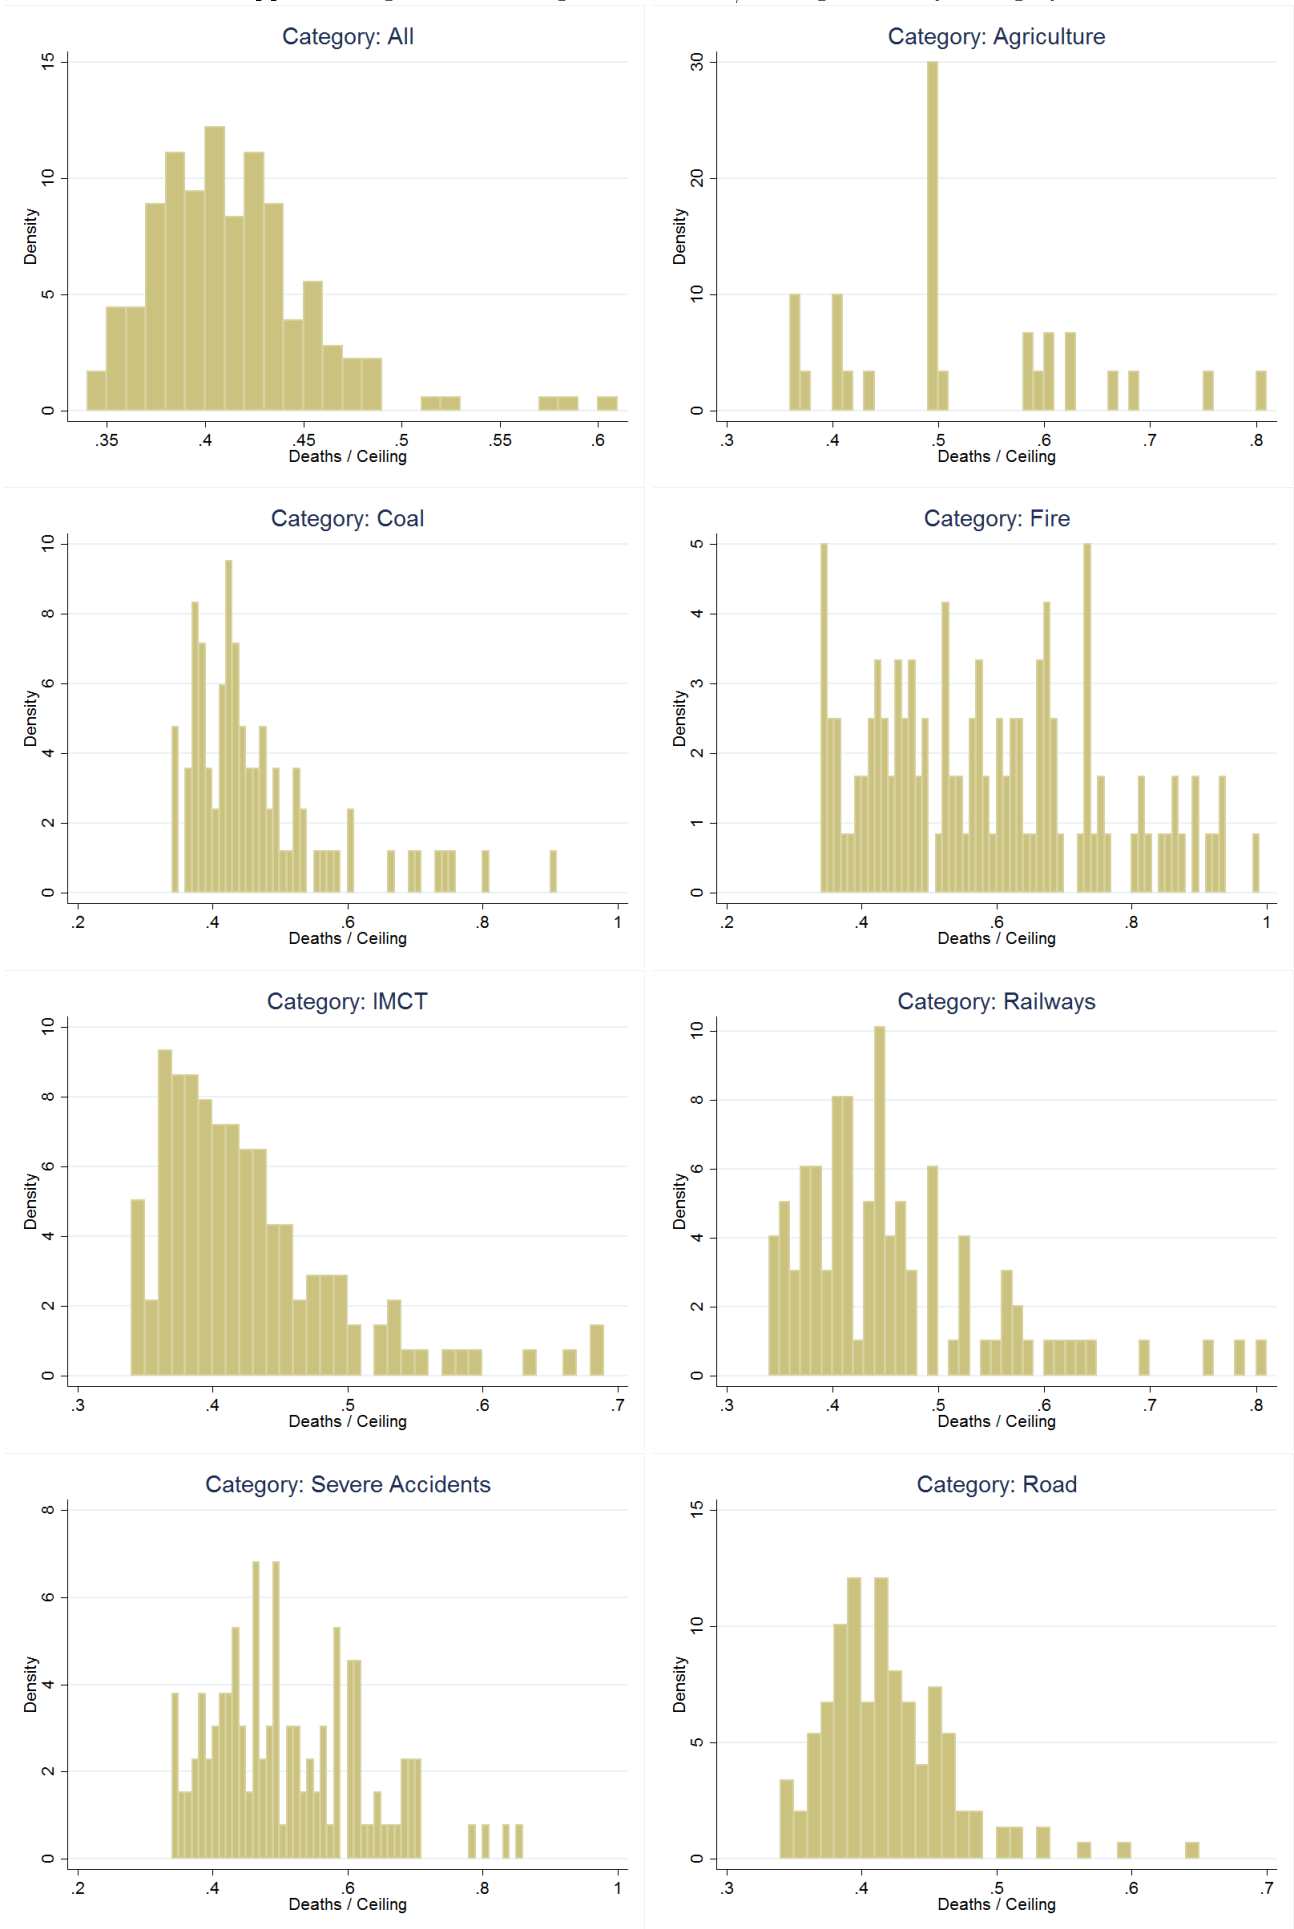 Category: All
15
10
5
0
Density
.35 .4 .45 .5 .55 .6
Deaths / Ceiling
Category: Agriculture
30
20
10
0
Density
.3 .4 .5 .6 .7 .8
Deaths / Ceiling
Category: Coal
10
8
6
4
2
0
Density
.2 .4 .6 .8 1
Deaths / Ceiling
Category: Fire
5
4
3
2
1
0
Density
.2 .4 .6 .8 1
Deaths / Ceiling
Category: IMCT
10
8
6
4
2
0
Density
.3 .4 .5 .6 .7
Deaths / Ceiling
Category: Railways
10
8
6
4
2
0
Density
.3 .4 .5 .6 .7 .8
Deaths / Ceiling
Category: Severe Accidents
8
6
4
2
0
Density
.2 .4 .6 .8 1
Deaths / Ceiling
Category: Road
15
10
5
0
Density
.3 .4 .5 .6 .7
Deaths / Ceiling